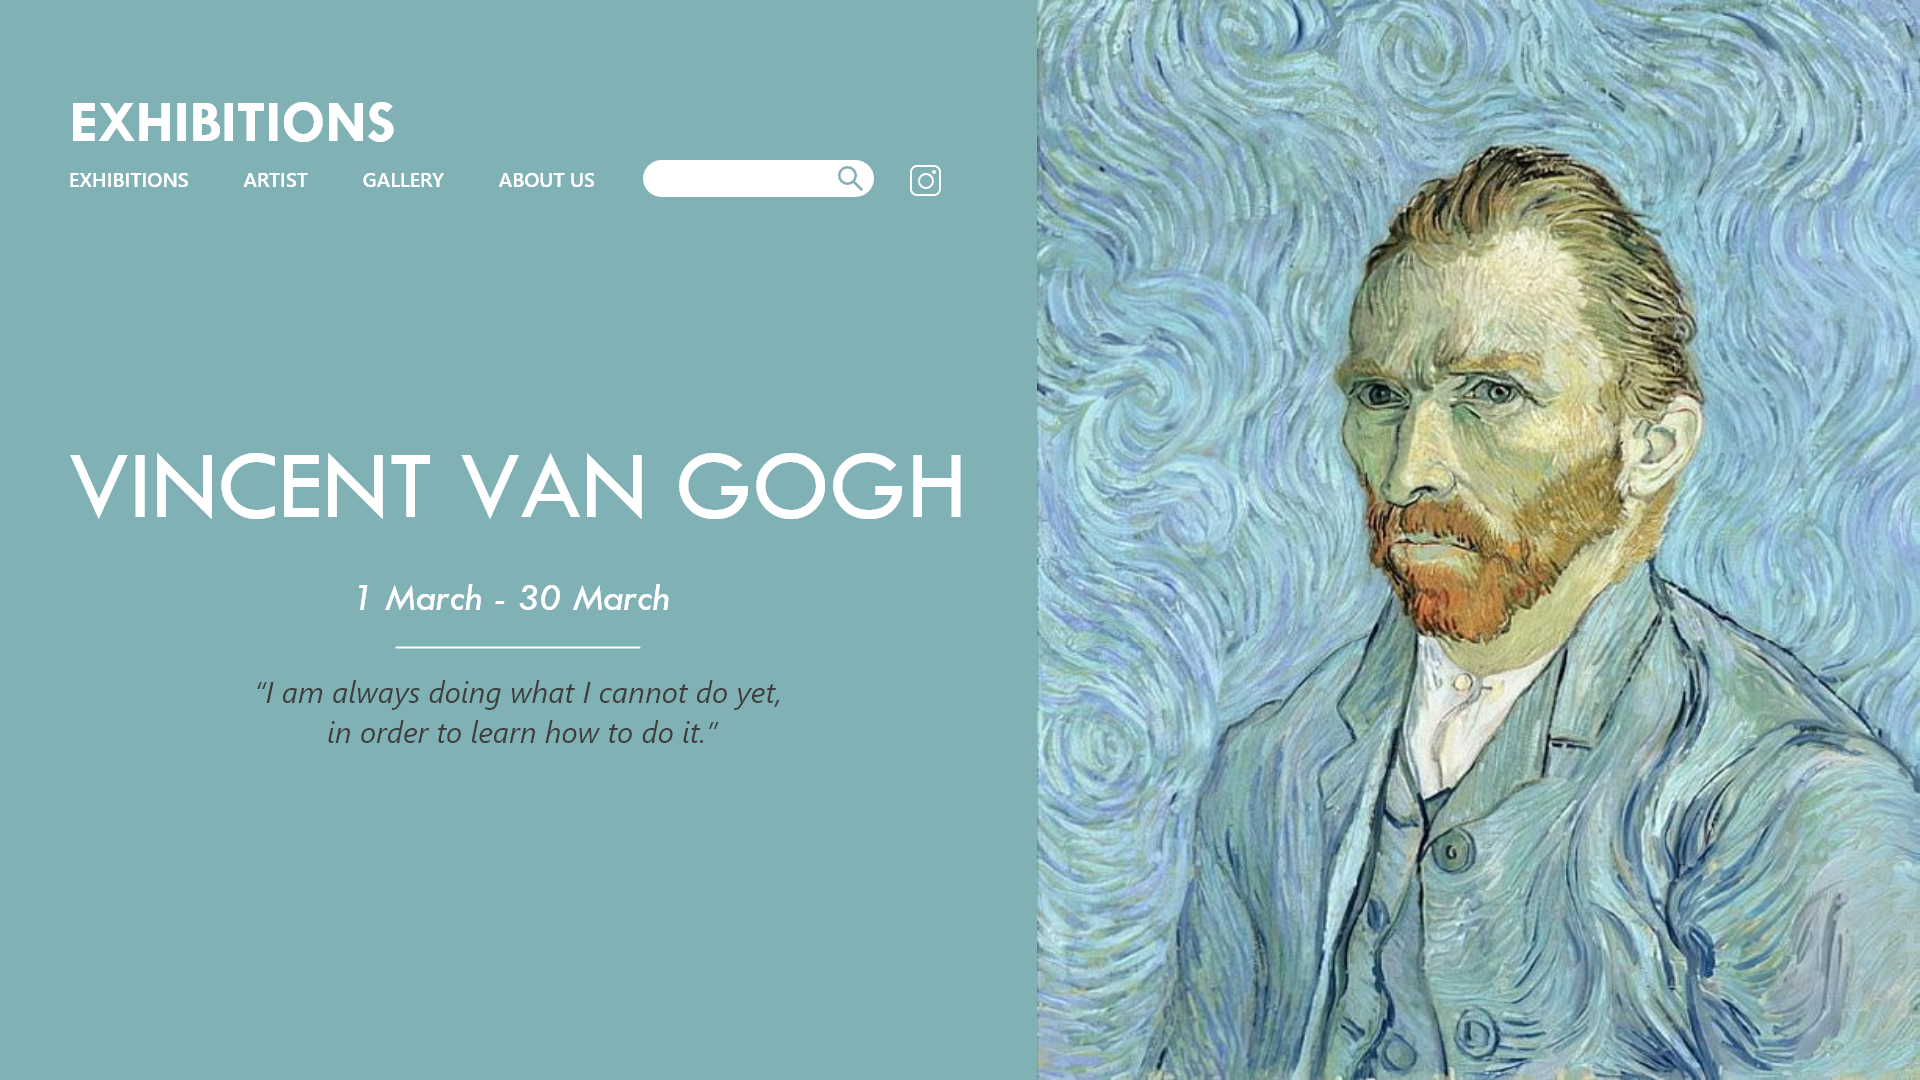 EXHIBITIONS
EXHIBITIONS ARTIST GALLERY ABOUT US
VINCENT VAN GOGH
1 March - 30 March
“I am always doing what I cannot do yet,
in order to learn how to do it.”